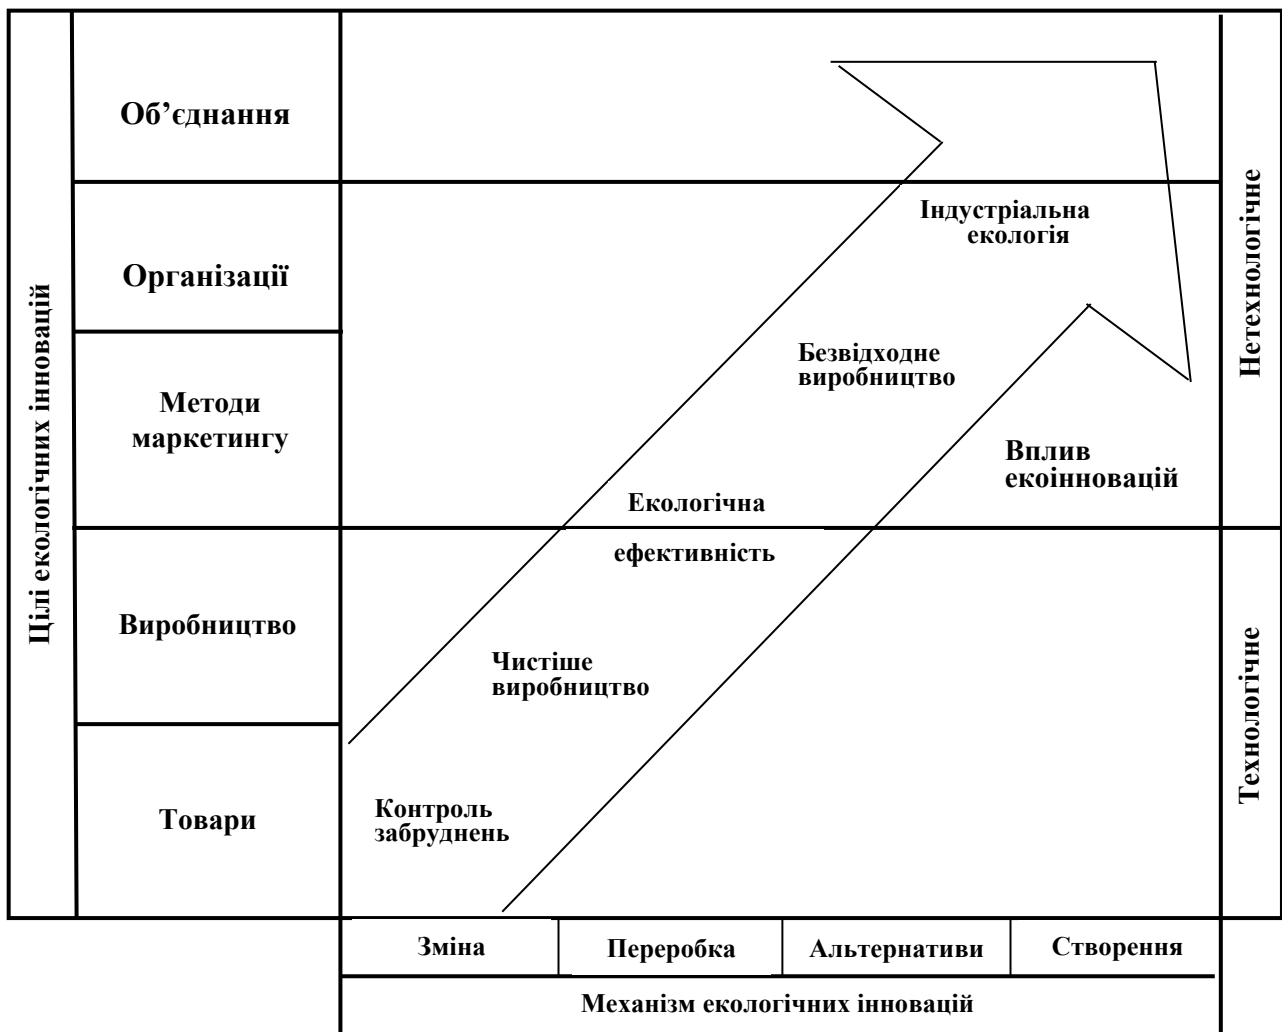 Цілі екологічних інновацій
Об’єднання
Організації
Методи
маркетингу
Виробництво
Товари
Індустріальна
екологія
Безвідходне
виробництво
Вплив
екоінновацій
Екологічна
ефективність
Чистіше
виробництво
Контроль
забруднень
Нетехнологічне
Технологічне
Зміна
Переробка
Альтернативи
Створення
Механізм екологічних інновацій